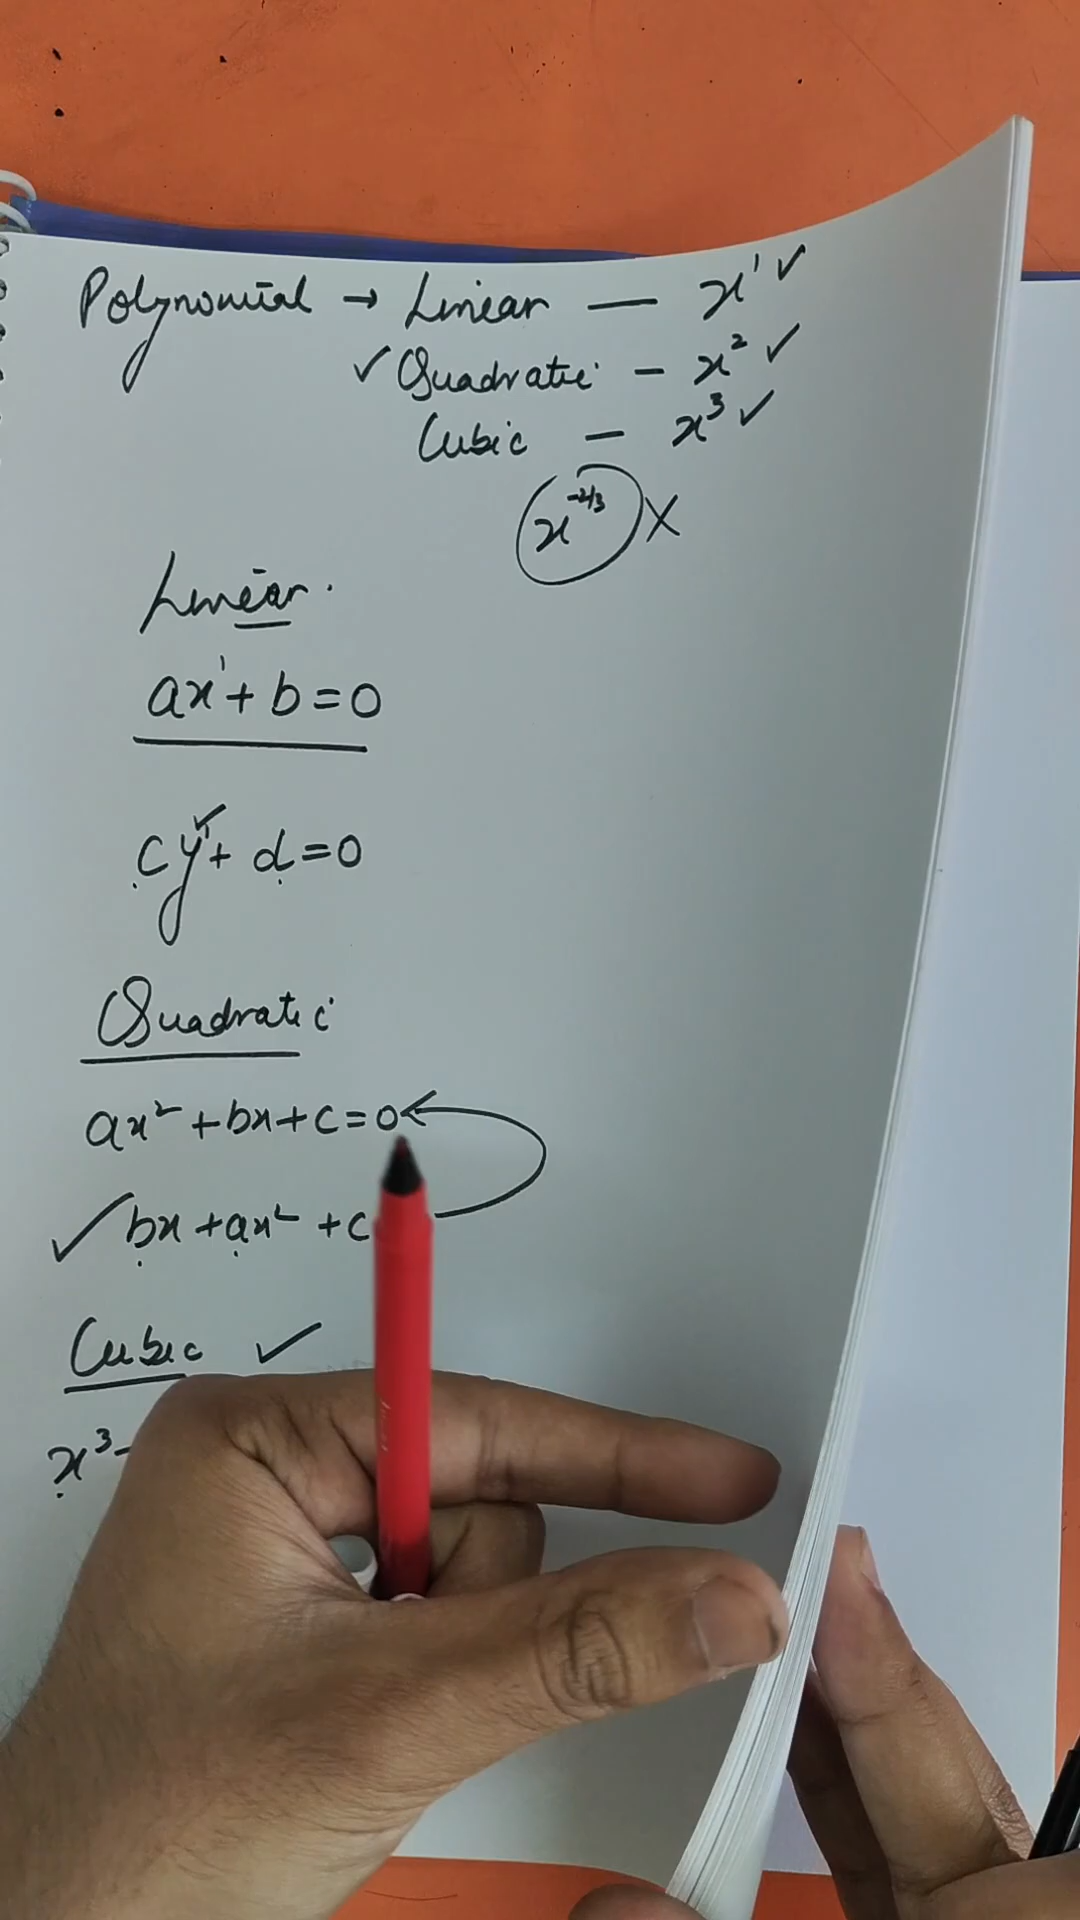 Polynomial → Linear — x¹ ✓
✓ Quadratic — x² ✓
Cubic — x³ ✓
x^-2/3 X
Linear.
ax¹ + b = 0
cy¹ + d = 0
Quadratic
ax² + bx + c = 0
✓ bx + ax² + c
Cubic ✓
x³ -